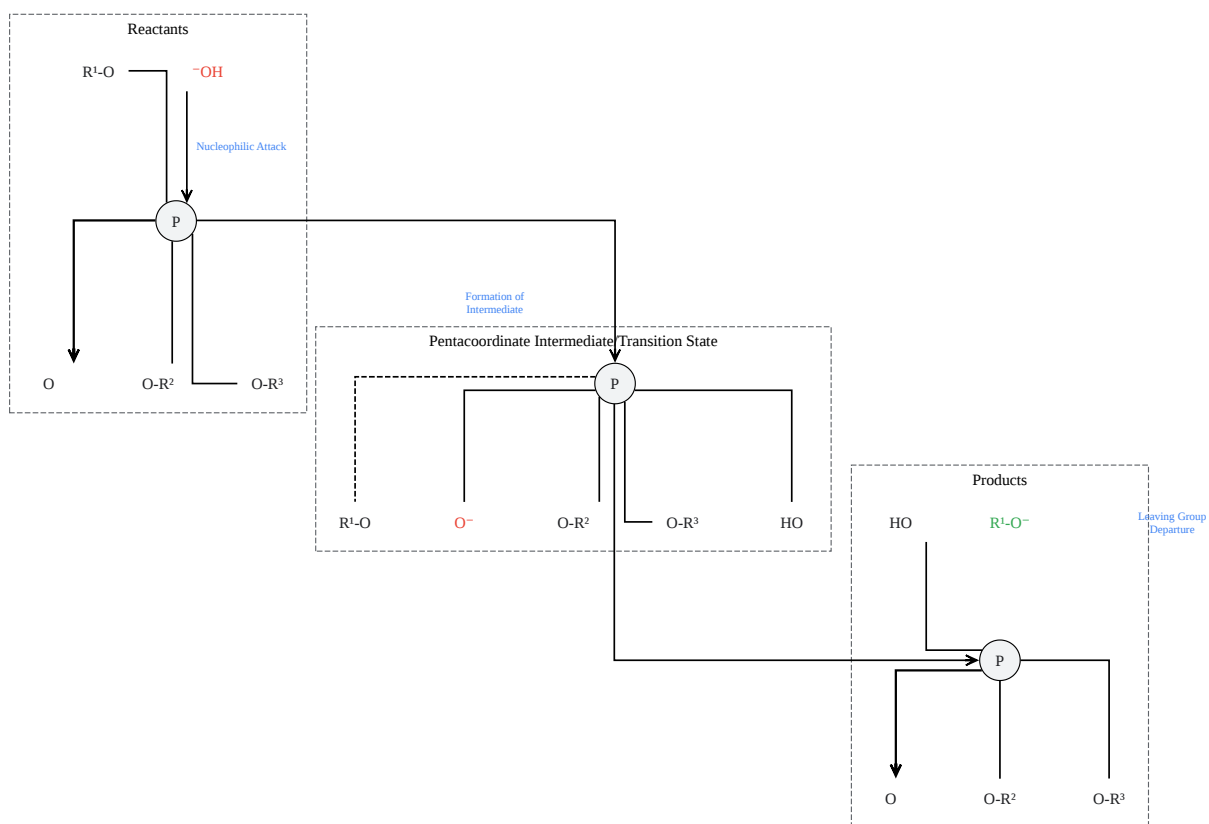 Reactants
R¹-O
⁻OH
Nucleophilic Attack
P
O
O-R²
O-R³
Formation of
Intermediate
Pentacoordinate Intermediate/Transition State
P
R¹-O
O⁻
O-R²
O-R³
HO
Products
HO
R¹-O⁻
Leaving Group
Departure
P
O
O-R²
O-R³